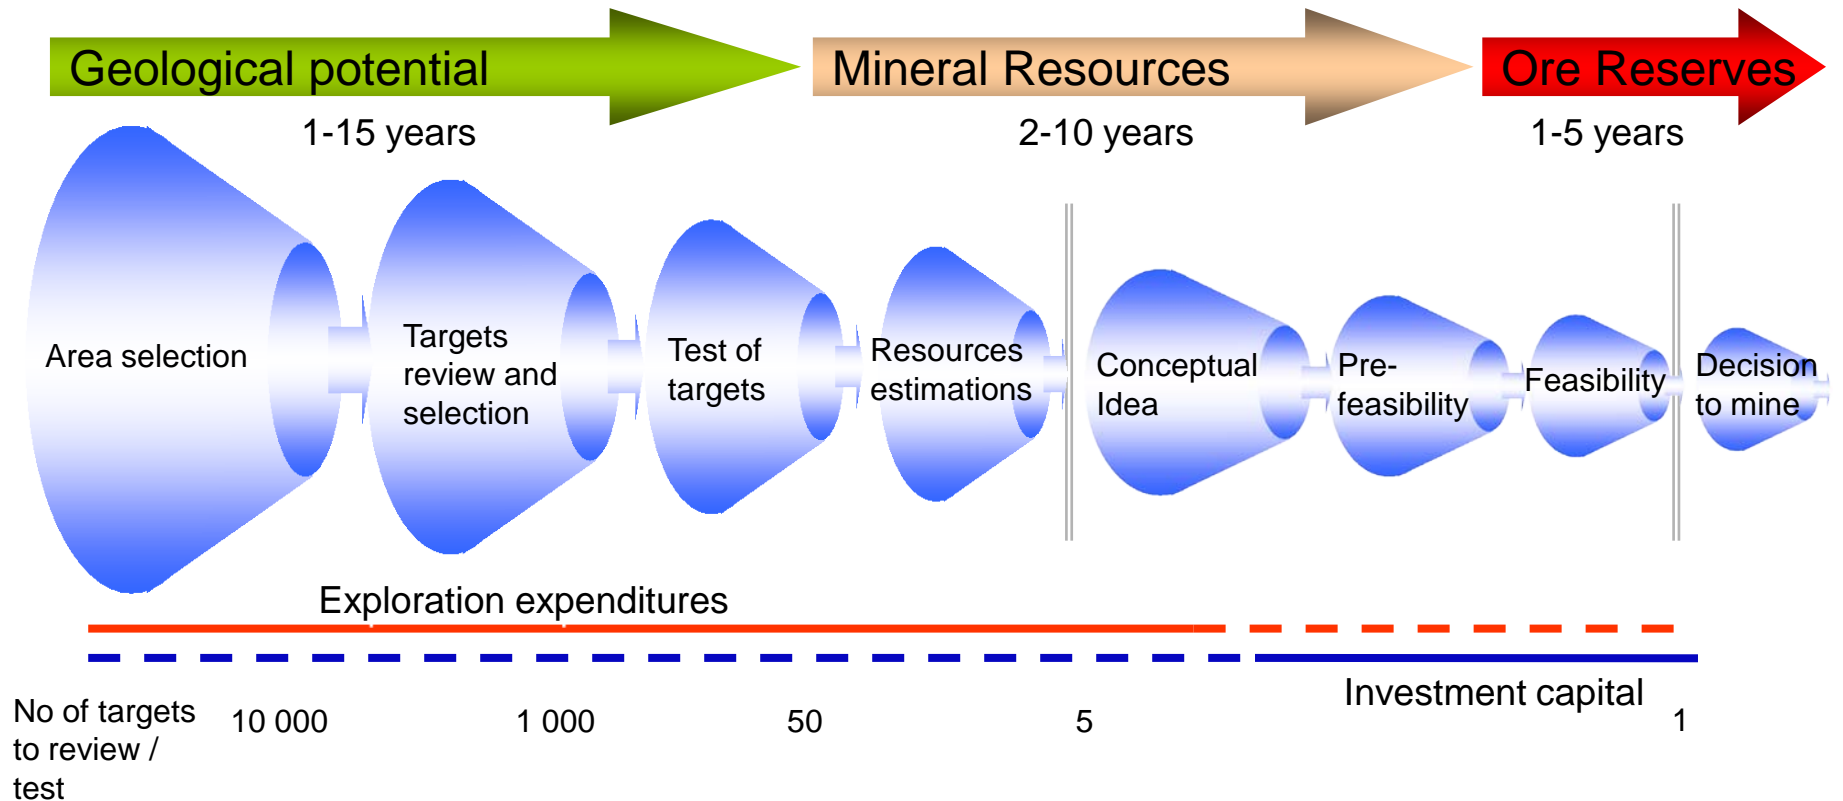 Geological potential
Mineral Resources
Ore Reserves
1-15 years
2-10 years
1-5 years
Area selection
Targets
review and
selection
Test of
targets
Resources
estimations
Conceptual
Idea
Pre-
feasibility
Feasibility
Decision
to mine
Exploration expenditures
Investment capital
No of targets
to review /
test
10 000
1 000
50
5
1